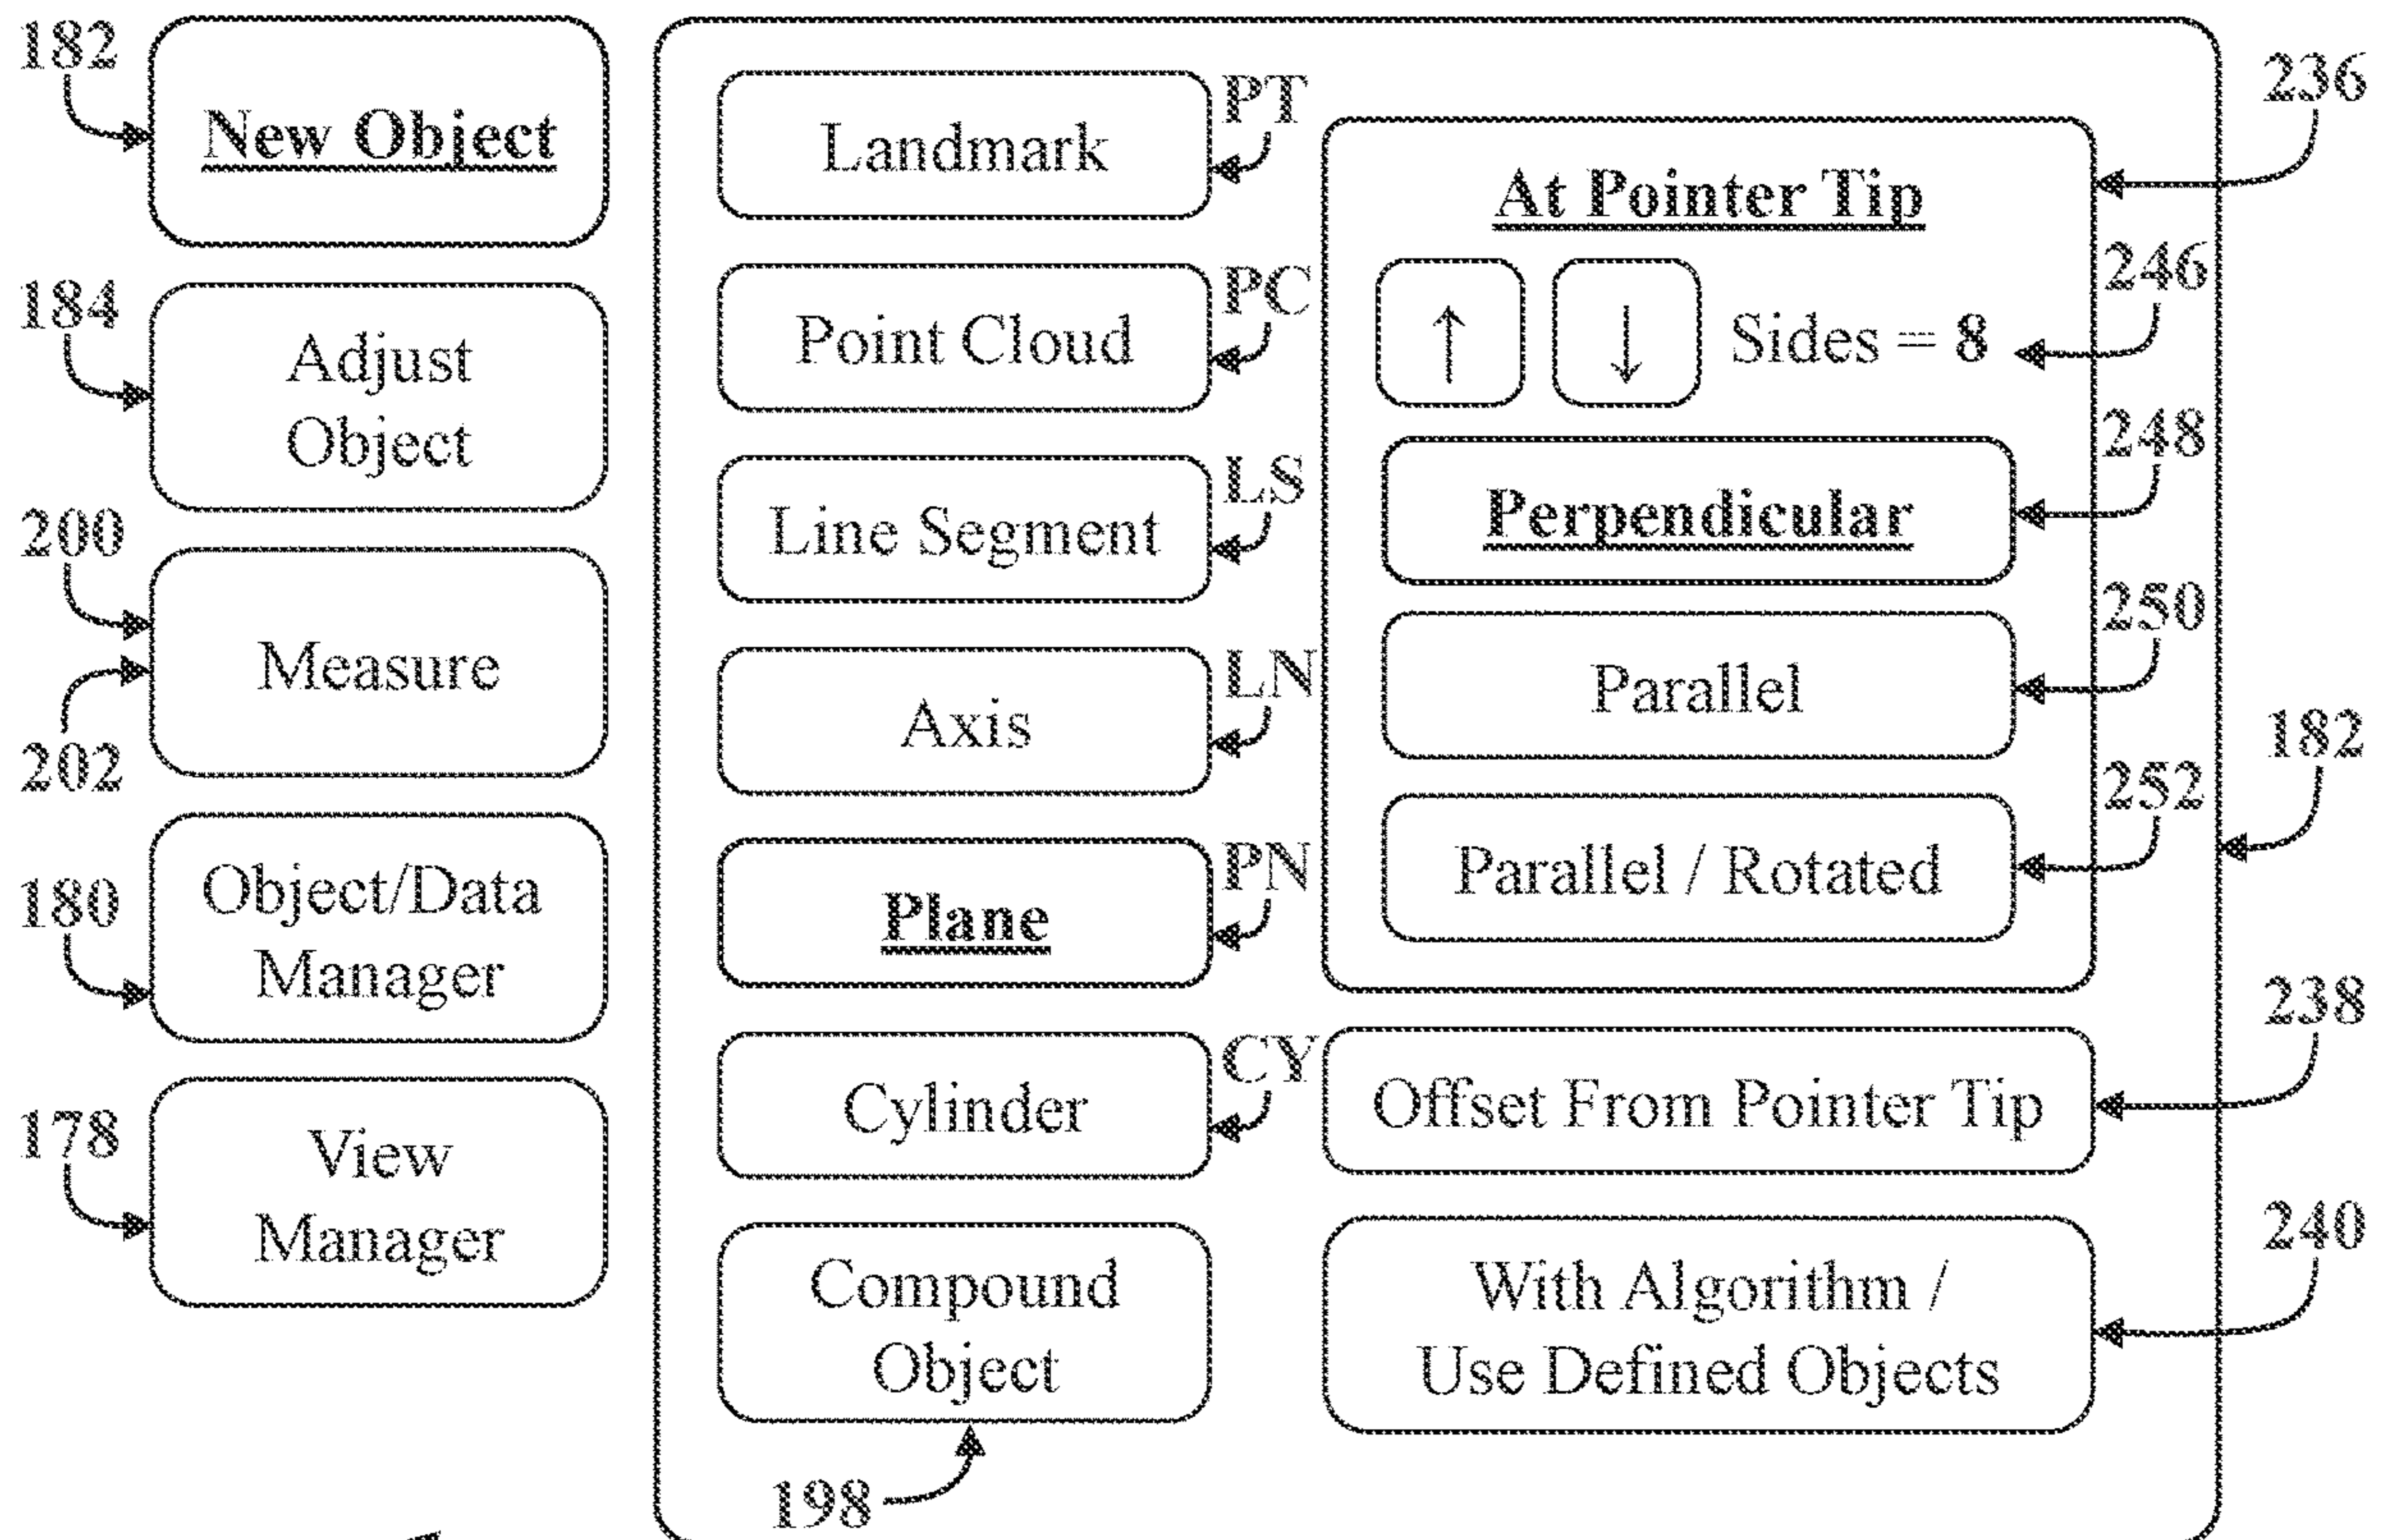 182
New Object
184
Adjust
Object
200
Measure
202
180
Object/Data
Manager
178
View
Manager
Landmark
PT
Point Cloud
PC
Line Segment
LS
Axis
LN
Plane
PN
Cylinder
CY
Compound
Object
198
At Pointer Tip
236
↑ ↓ Sides = 8
246
Perpendicular
248
Parallel
250
Parallel / Rotated
252
182
Offset From Pointer Tip
238
With Algorithm /
Use Defined Objects
240